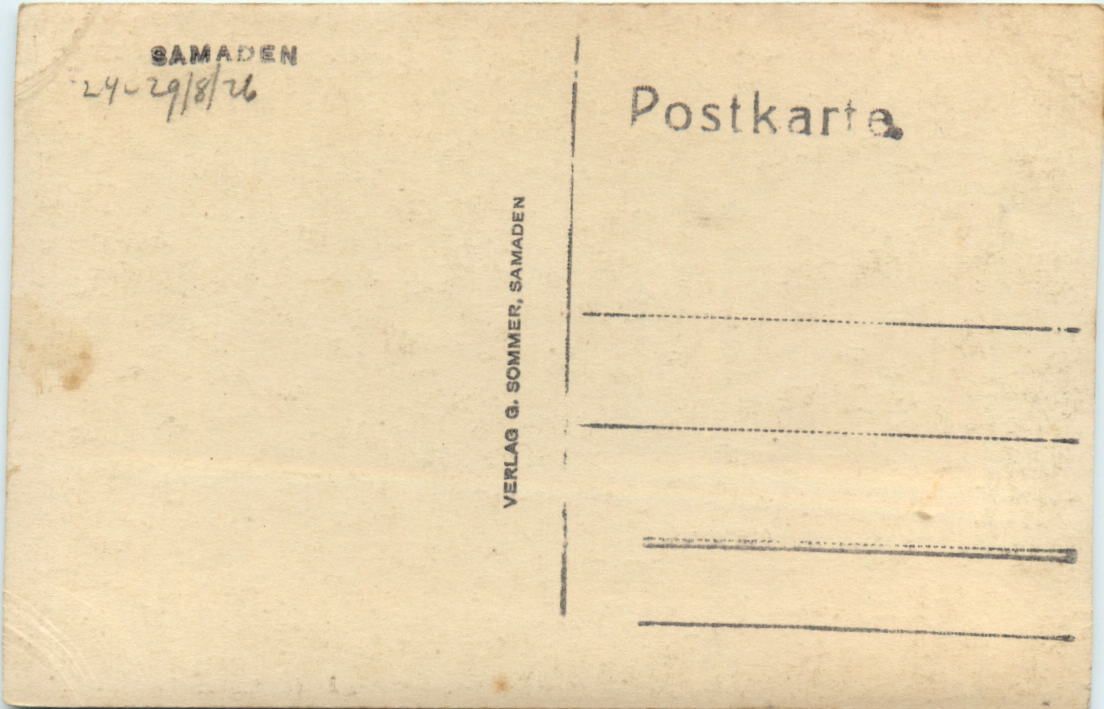 SAMADEN
24-29/8/26
Postkarte
VERLAG G. SOMMER, SAMADEN